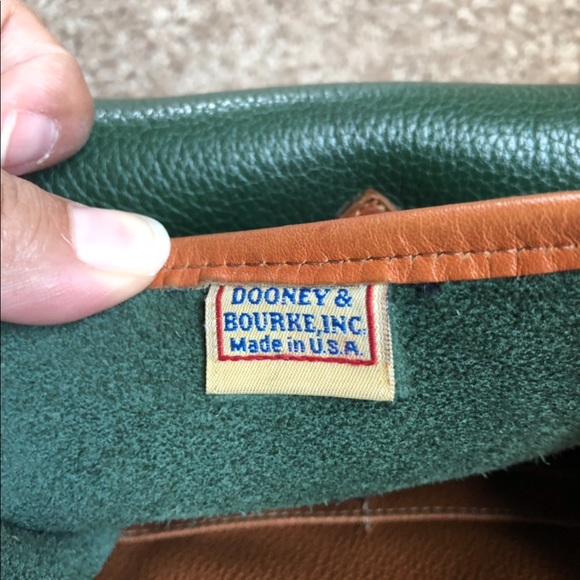 DOONEY &
BOURKE, INC.
Made in U.S.A.